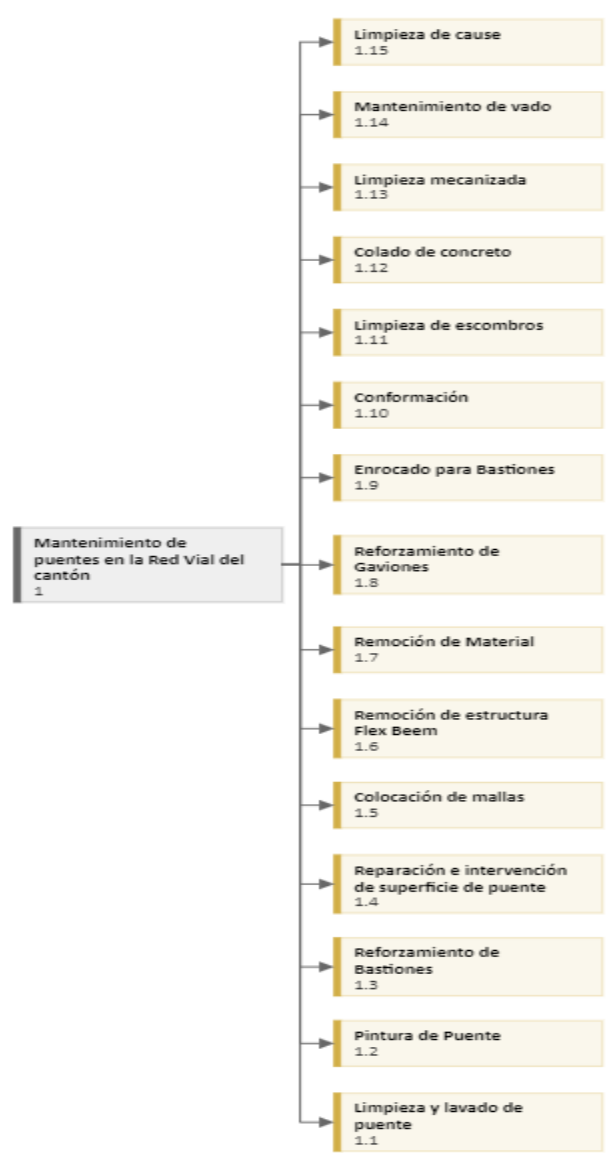 Limpieza de cause
1.15
Mantenimiento de vado
1.14
Limpieza mecanizada
1.13
Colado de concreto
1.12
Limpieza de escombros
1.11
Conformación
1.10
Enrocado para Bastiones
1.9
Mantenimiento de
puentes en la Red Vial del
cantón
1
Reforzamiento de
Gaviones
1.8
Remoción de Material
1.7
Remoción de estructura
Flex Beem
1.6
Colocación de mallas
1.5
Reparación e intervención
de superficie de puente
1.4
Reforzamiento de
Bastiones
1.3
Pintura de Puente
1.2
Limpieza y lavado de
puente
1.1